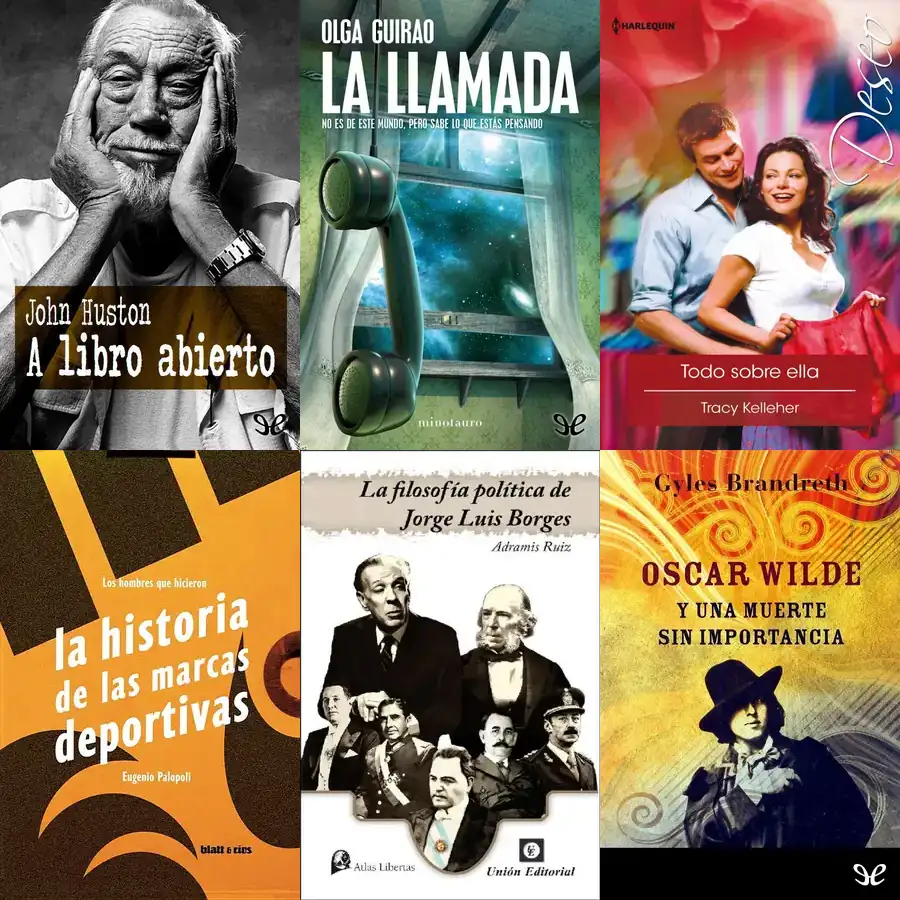 John Huston
A libro abierto
OLGA GUIRAO
LA LLAMADA
NO ES DE ESTE MUNDO, PERO SABE LO QUE ESTÁS PENSANDO
minotauro
HARLEQUIN
Deseo
Todo sobre ella
Tracy Kelleher
Los hombres que hicieron
la historia
de las marcas
deportivas
Eugenio Palopoli
blatt & ríos
La filosofía política de
Jorge Luis Borges
Adramis Ruiz
Atlas Libertas
Unión Editorial
Gyles Brandreth
OSCAR WILDE
Y UNA MUERTE
SIN IMPORTANCIA